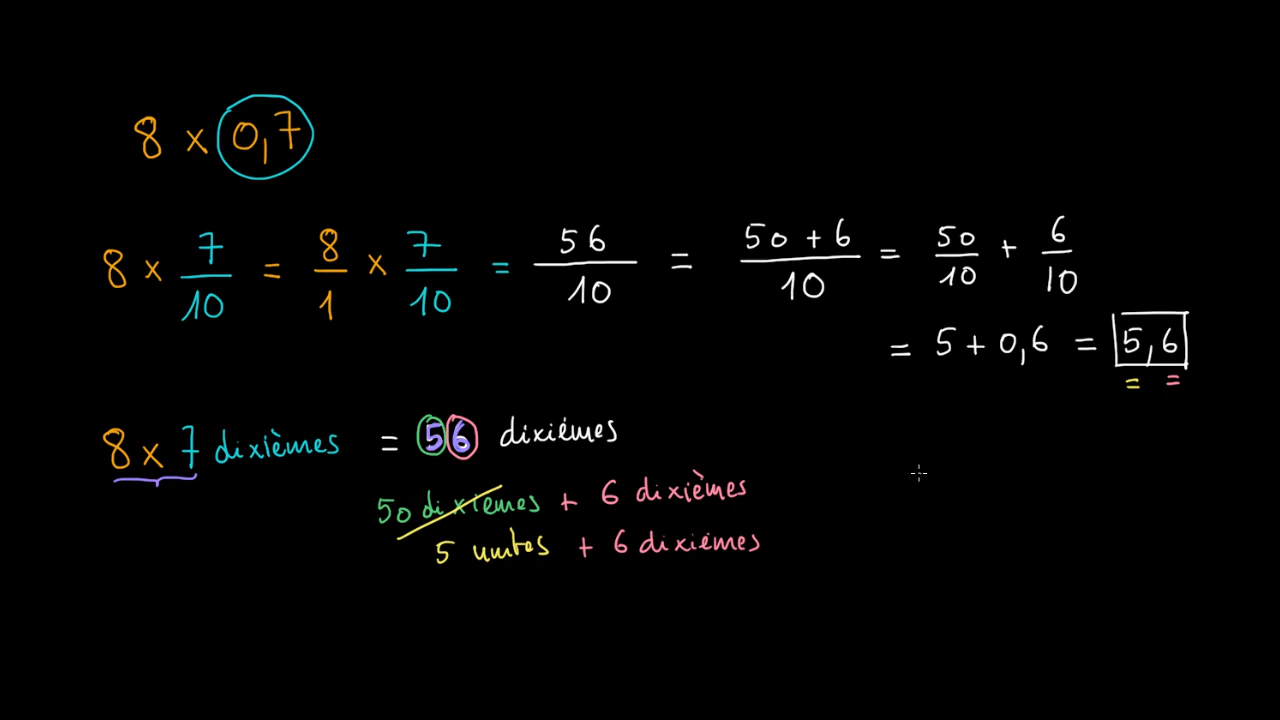 8 × 0,7
8 × 7/10 = 8/1 × 7/10 = 56/10 = 50 + 6/10 = 50/10 + 6/10
= 5 + 0,6 = 5,6
8 × 7 dixièmes = 56 dixièmes
50 dixièmes + 6 dixièmes
5 unités + 6 dixièmes